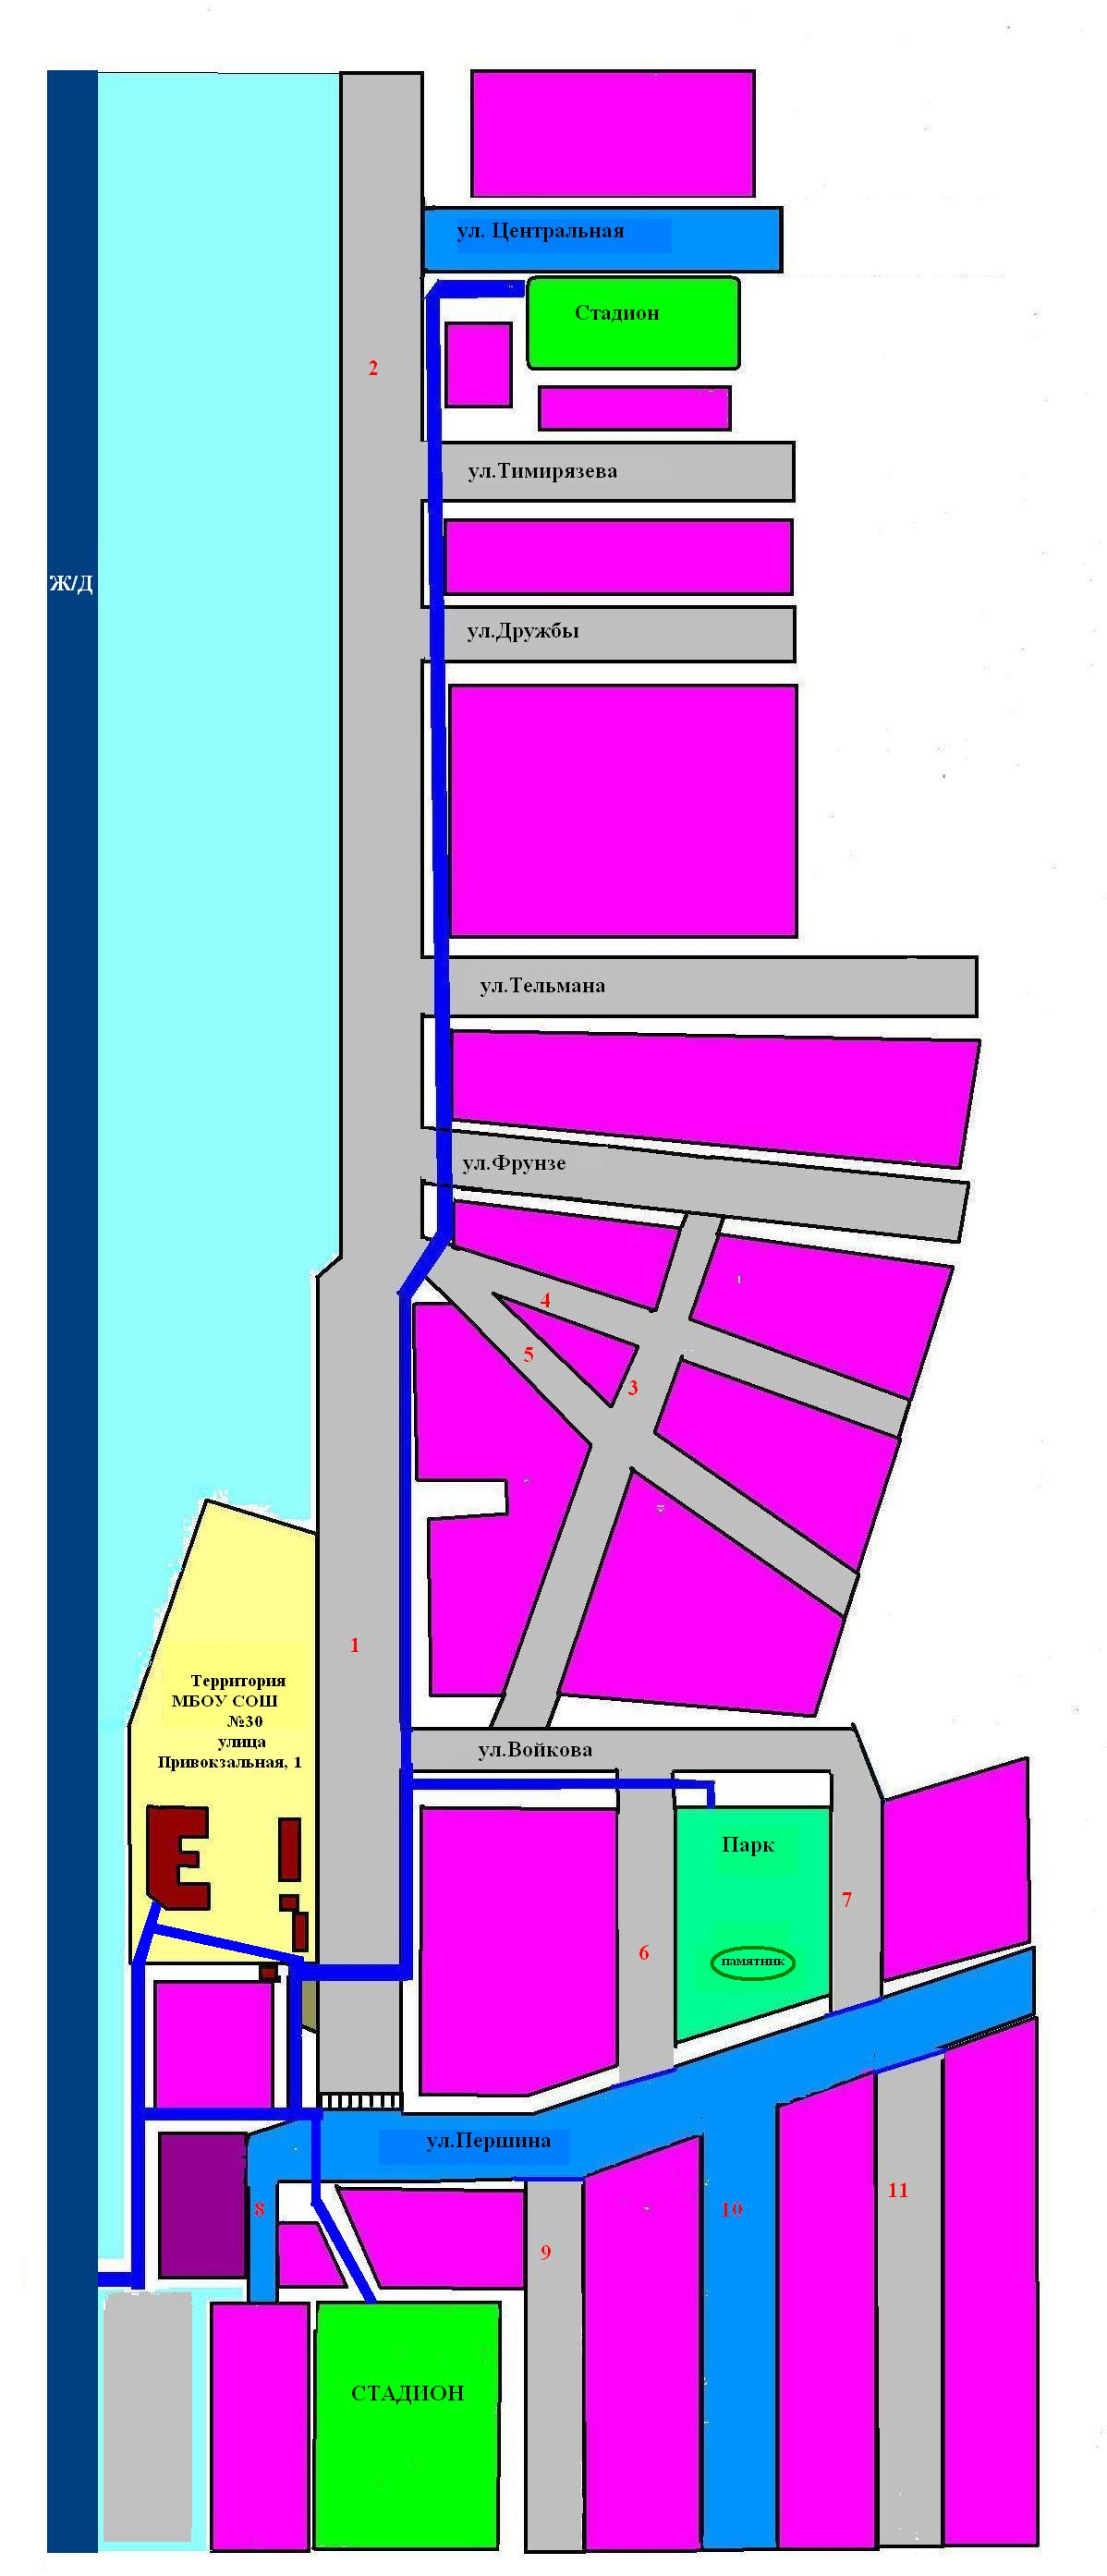 ул. Центральная
Стадион
2
ул.Тимирязева
Ж/Д
ул.Дружбы
ул.Тельмана
ул.Фрунзе
4
5
3
1
Территория
МБОУ СОШ
№30
улица
Привокзальная, 1
ул.Войкова
Парк
7
6
памятник
ул.Першина
8
10
11
9
СТАДИОН